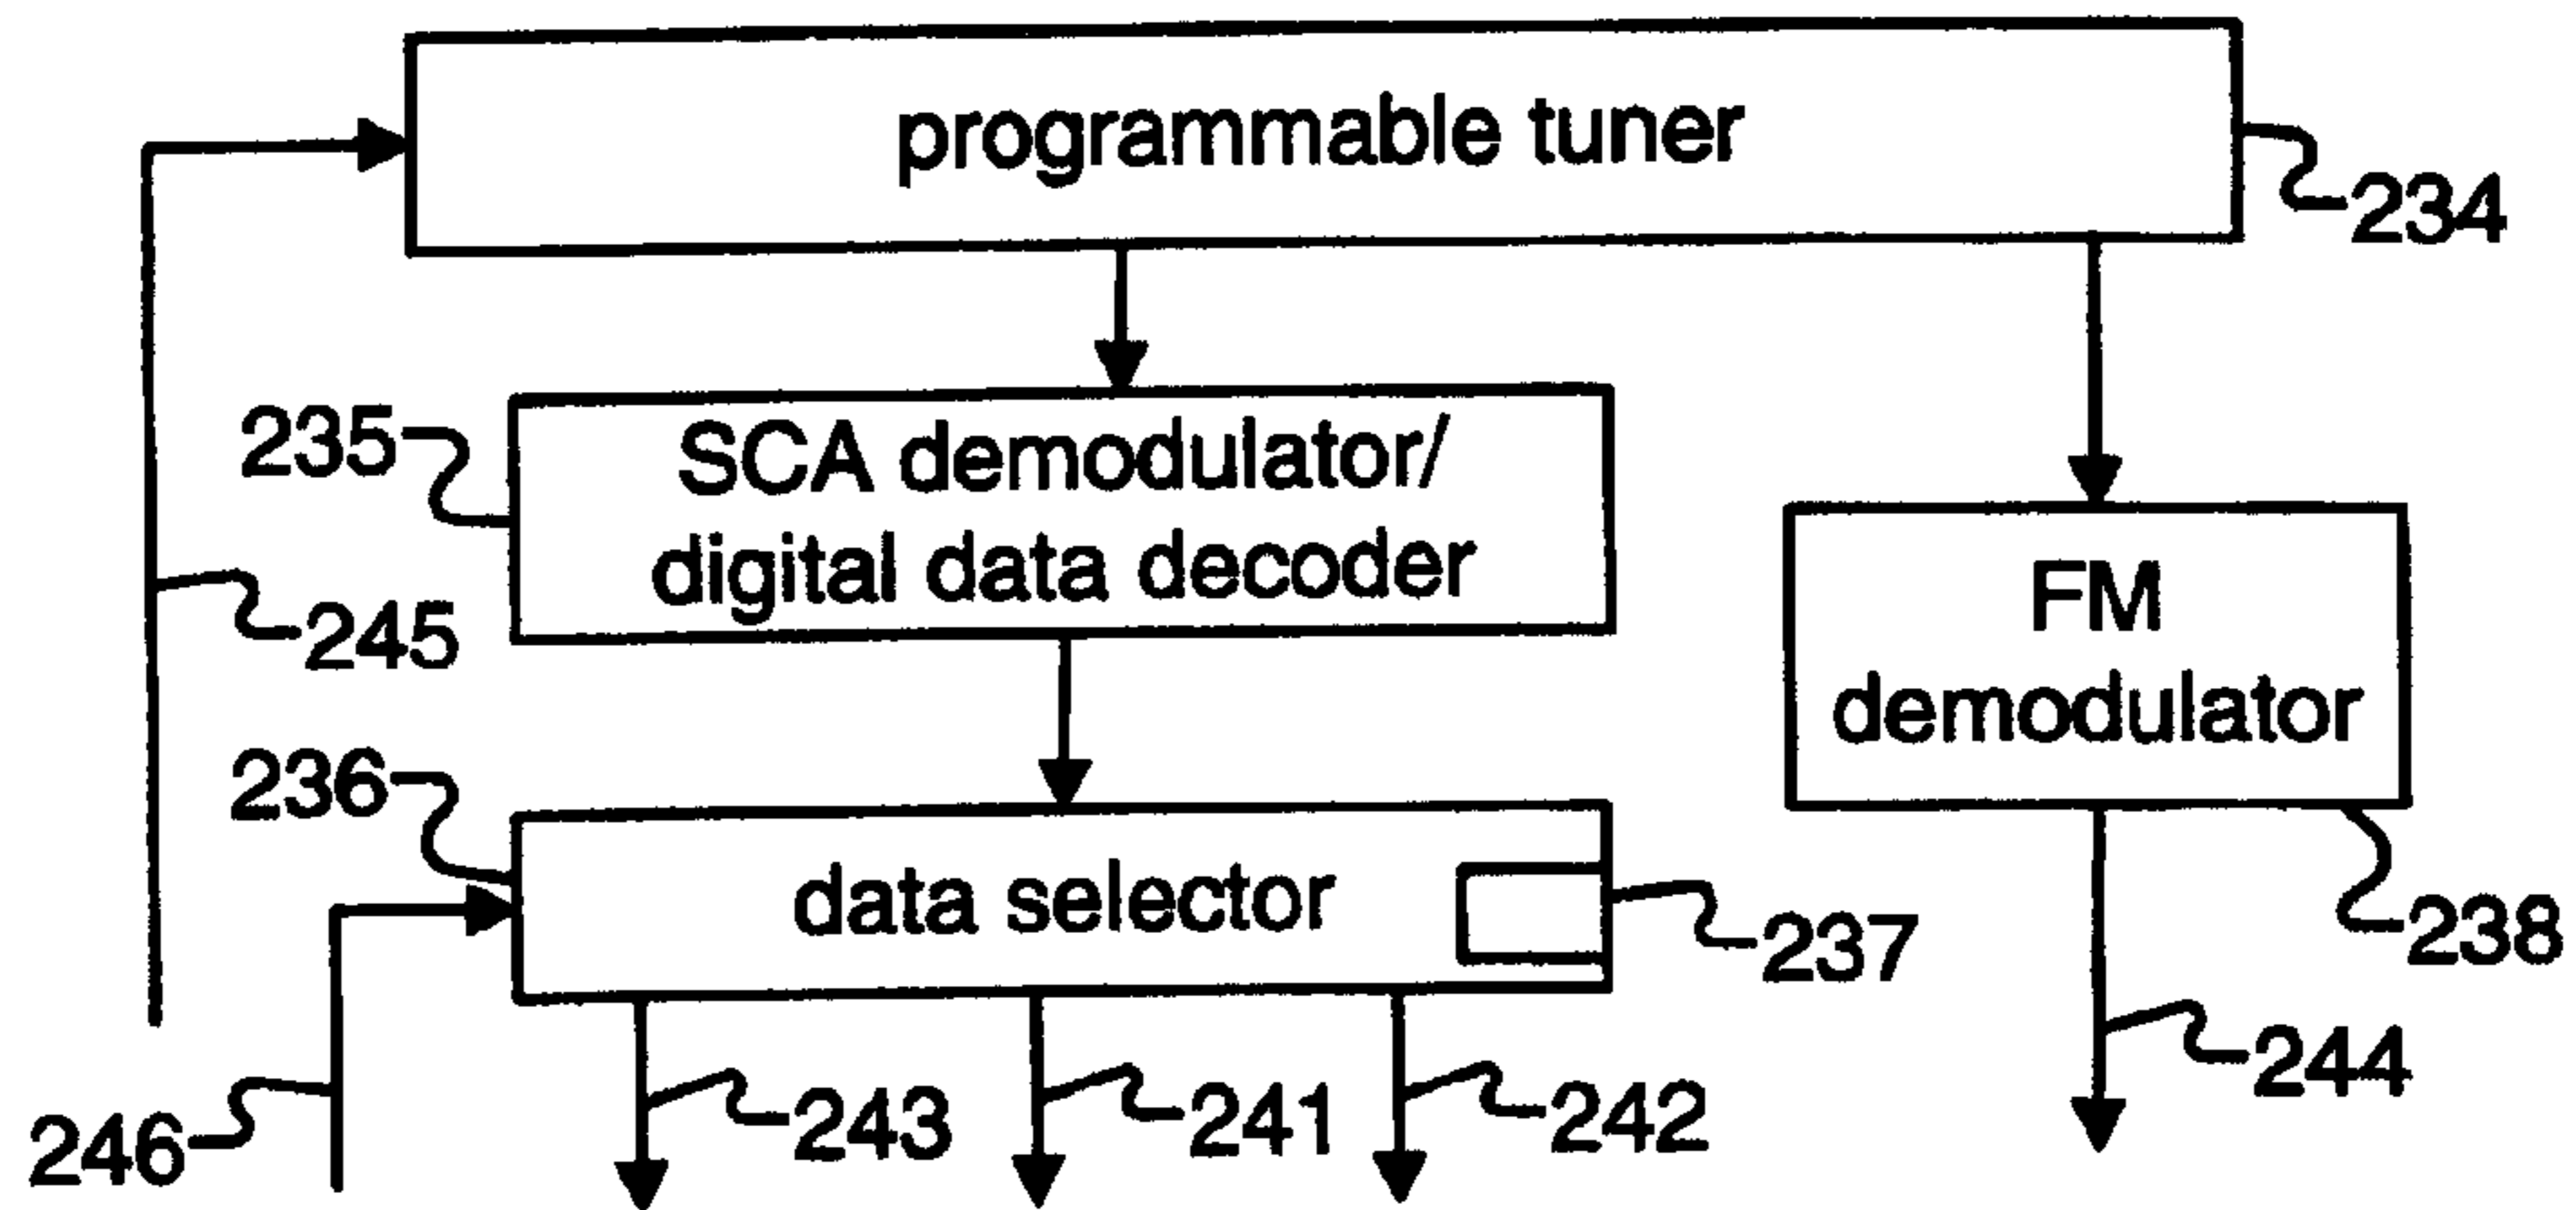 programmable tuner
234
235
SCA demodulator/
digital data decoder
FM
demodulator
245
236
data selector
237
238
246
243
241
242
244